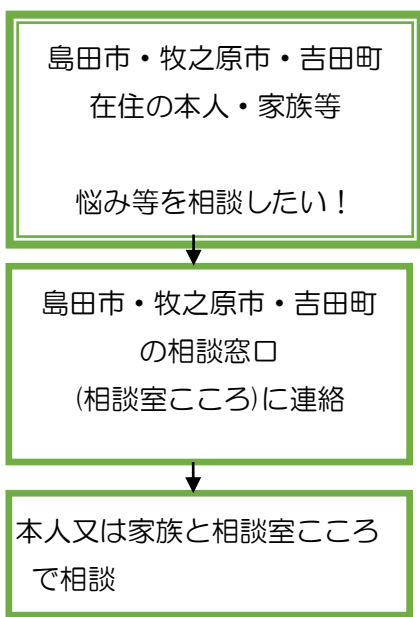 島田市・牧之原市・吉田町
在住の本人・家族等
悩み等を相談したい！
島田市・牧之原市・吉田町
の相談窓口
(相談室こころ)に連絡
本人又は家族と相談室こころ
で相談